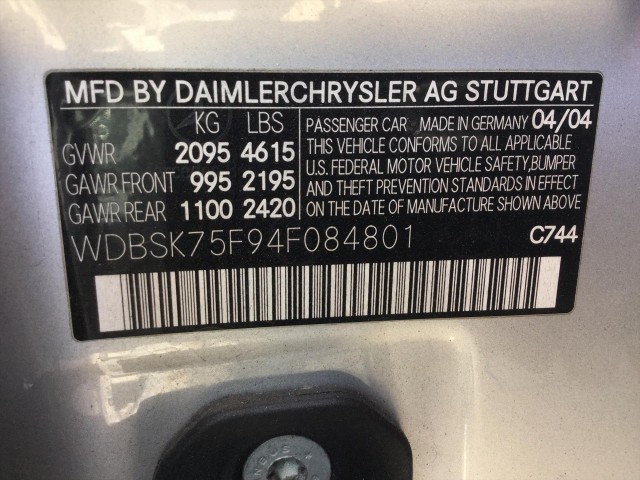 MFD BY DAIMLERCHRYSLER AG STUTTGART
KG LBS
GVWR 2095 4615
GAWR FRONT 995 2195
GAWR REAR 1100 2420
PASSENGER CAR MADE IN GERMANY 04/04
THIS VEHICLE CONFORMS TO ALL APPLICABLE
U.S. FEDERAL MOTOR VEHICLE SAFETY,BUMPER
AND THEFT PREVENTION STANDARDS IN EFFECT
ON THE DATE OF MANUFACTURE SHOWN ABOVE
WDBSK75F94F084801 C744